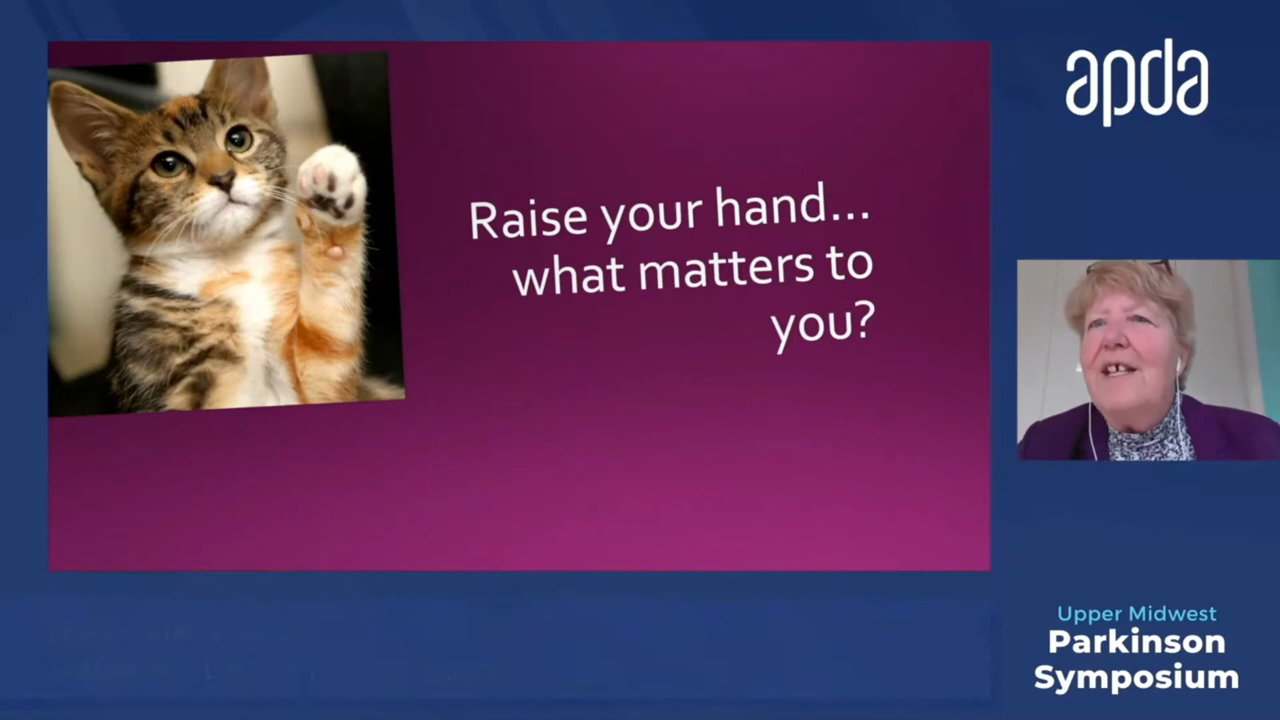 Raise your hand...
what matters to
you?
apda
Upper Midwest
Parkinson
Symposium